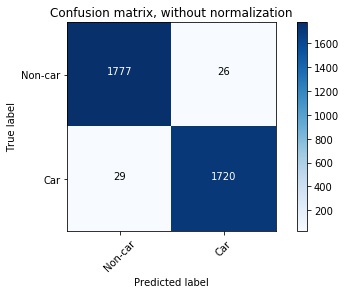 Confusion matrix, without normalization
True label
Non-car
Car
1777 26
29 1720
Non-car Car
Predicted label
1600
1400
1200
1000
800
600
400
200